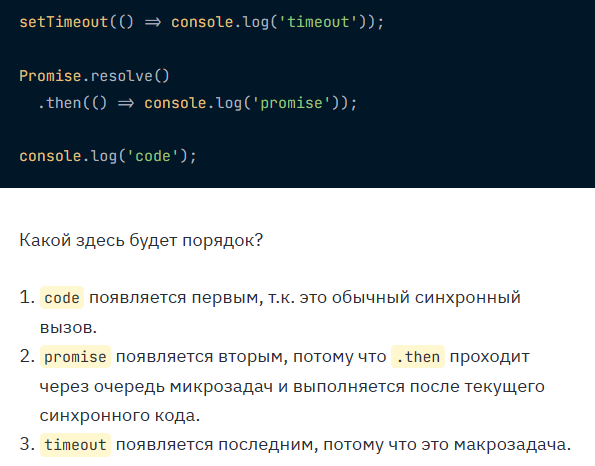 setTimeout(() => console.log('timeout'));
Promise.resolve()
.then(() => console.log('promise'));
console.log('code');
Какой здесь будет порядок?
1. code появляется первым, т.к. это обычный синхронный
вызов.
2. promise появляется вторым, потому что .then проходит
через очередь микрозадач и выполняется после текущего
синхронного кода.
3. timeout появляется последним, потому что это макрозадача.